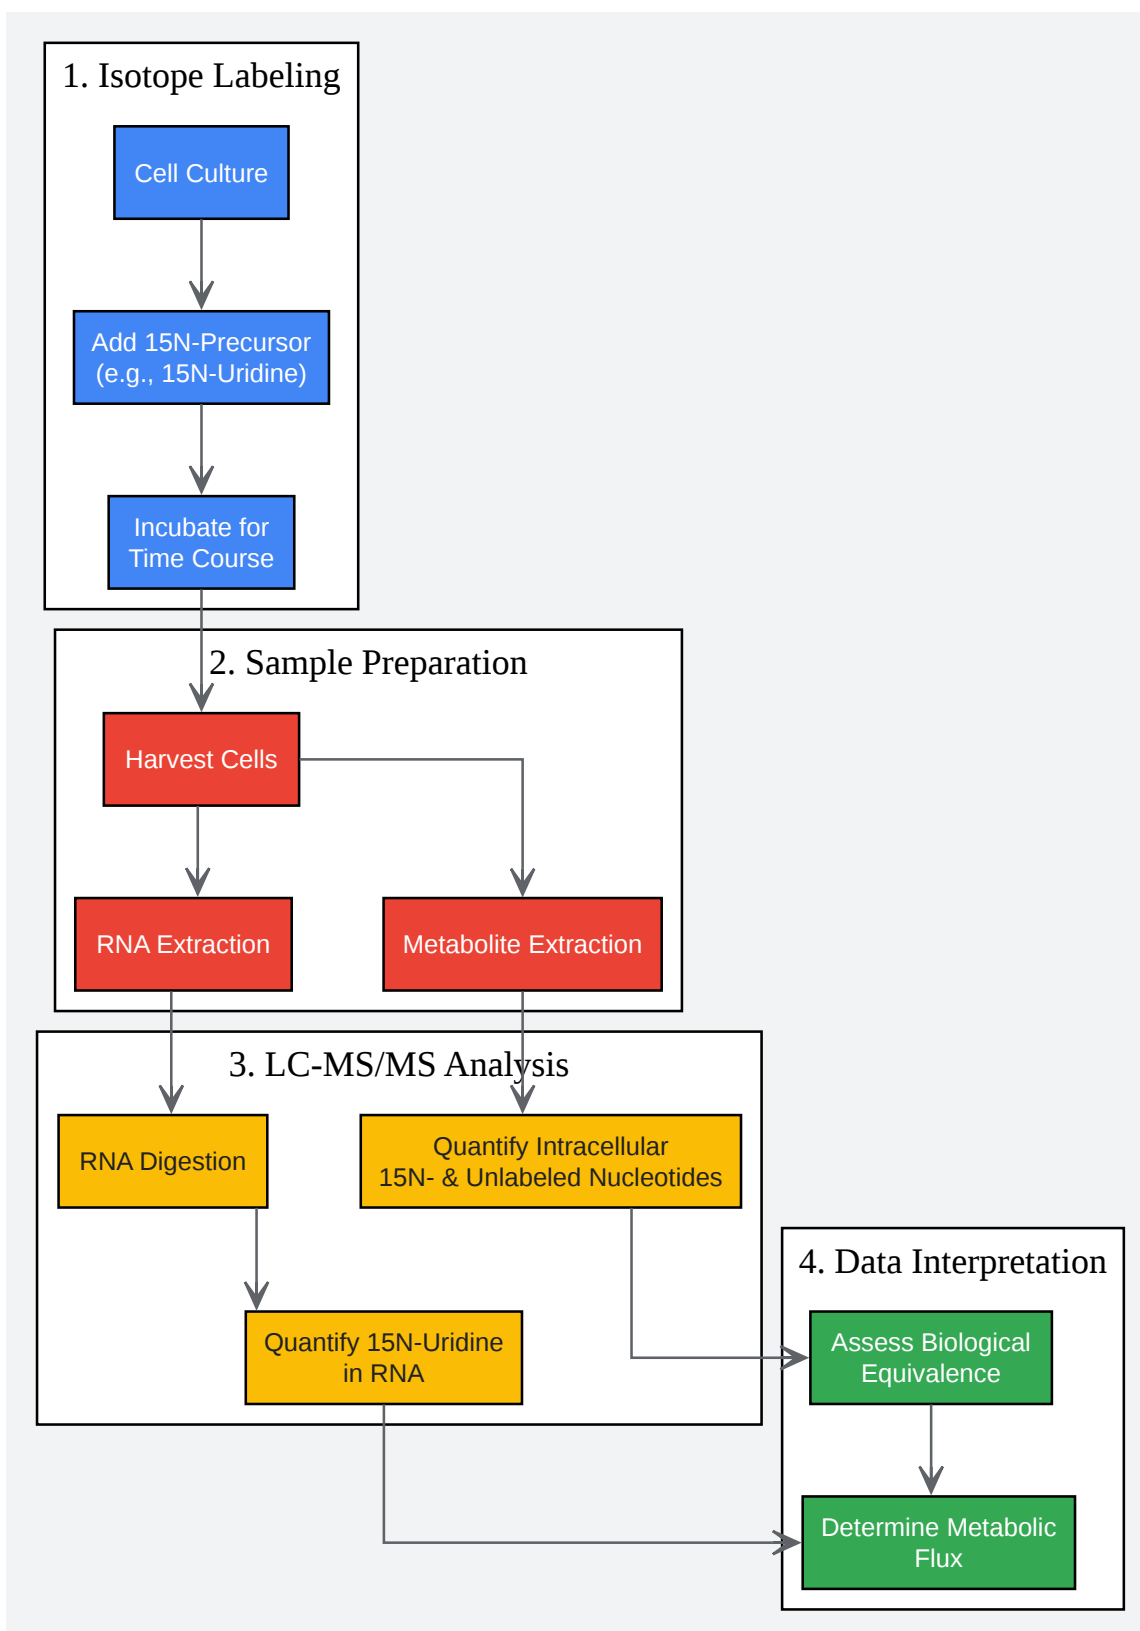 1. Isotope Labeling
Cell Culture
Add 15N-Precursor
(e.g., 15N-Uridine)
Incubate for
Time Course
2. Sample Preparation
Harvest Cells
RNA Extraction
Metabolite Extraction
3. LC-MS/MS Analysis
RNA Digestion
Quantify Intracellular
15N- & Unlabeled Nucleotides
Quantify 15N-Uridine
in RNA
4. Data Interpretation
Assess Biological
Equivalence
Determine Metabolic
Flux